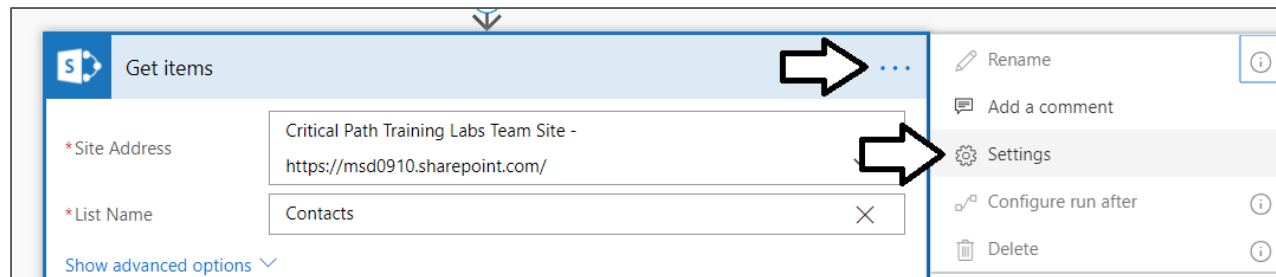 Get items
...
*Site Address
Critical Path Training Labs Team Site -
https://msd0910.sharepoint.com/
*List Name
Contacts
Show advanced options
Rename
Add a comment
Settings
Configure run after
Delete